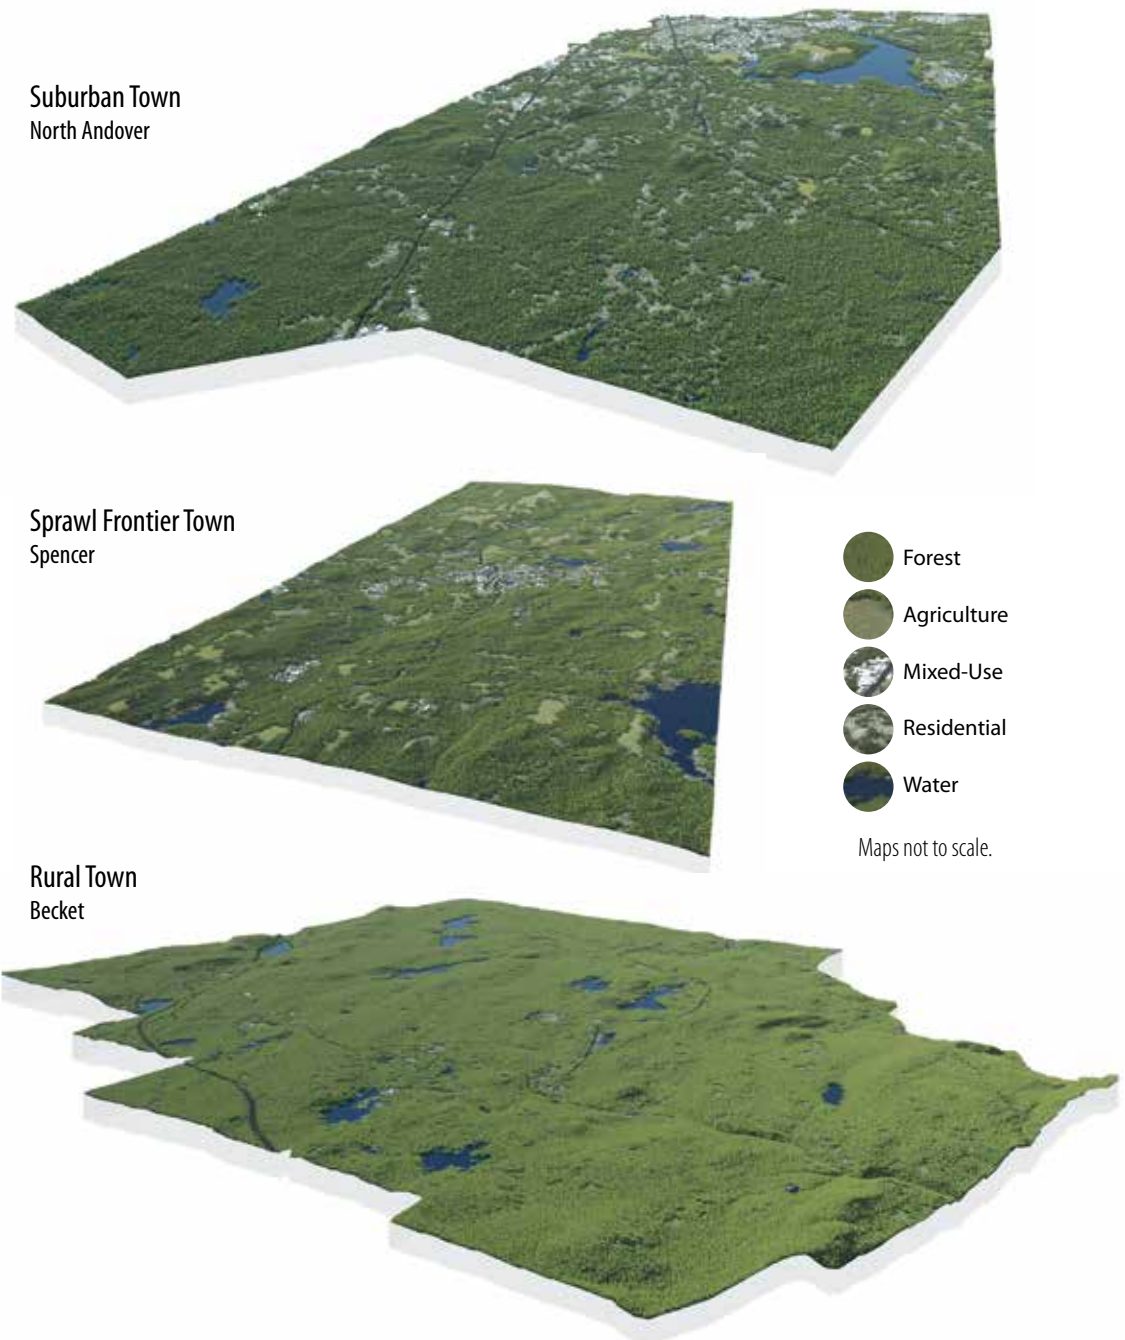 Suburban Town
North Andover
Sprawl Frontier Town
Spencer
Forest
Agriculture
Mixed-Use
Residential
Water
Maps not to scale.
Rural Town
Becket